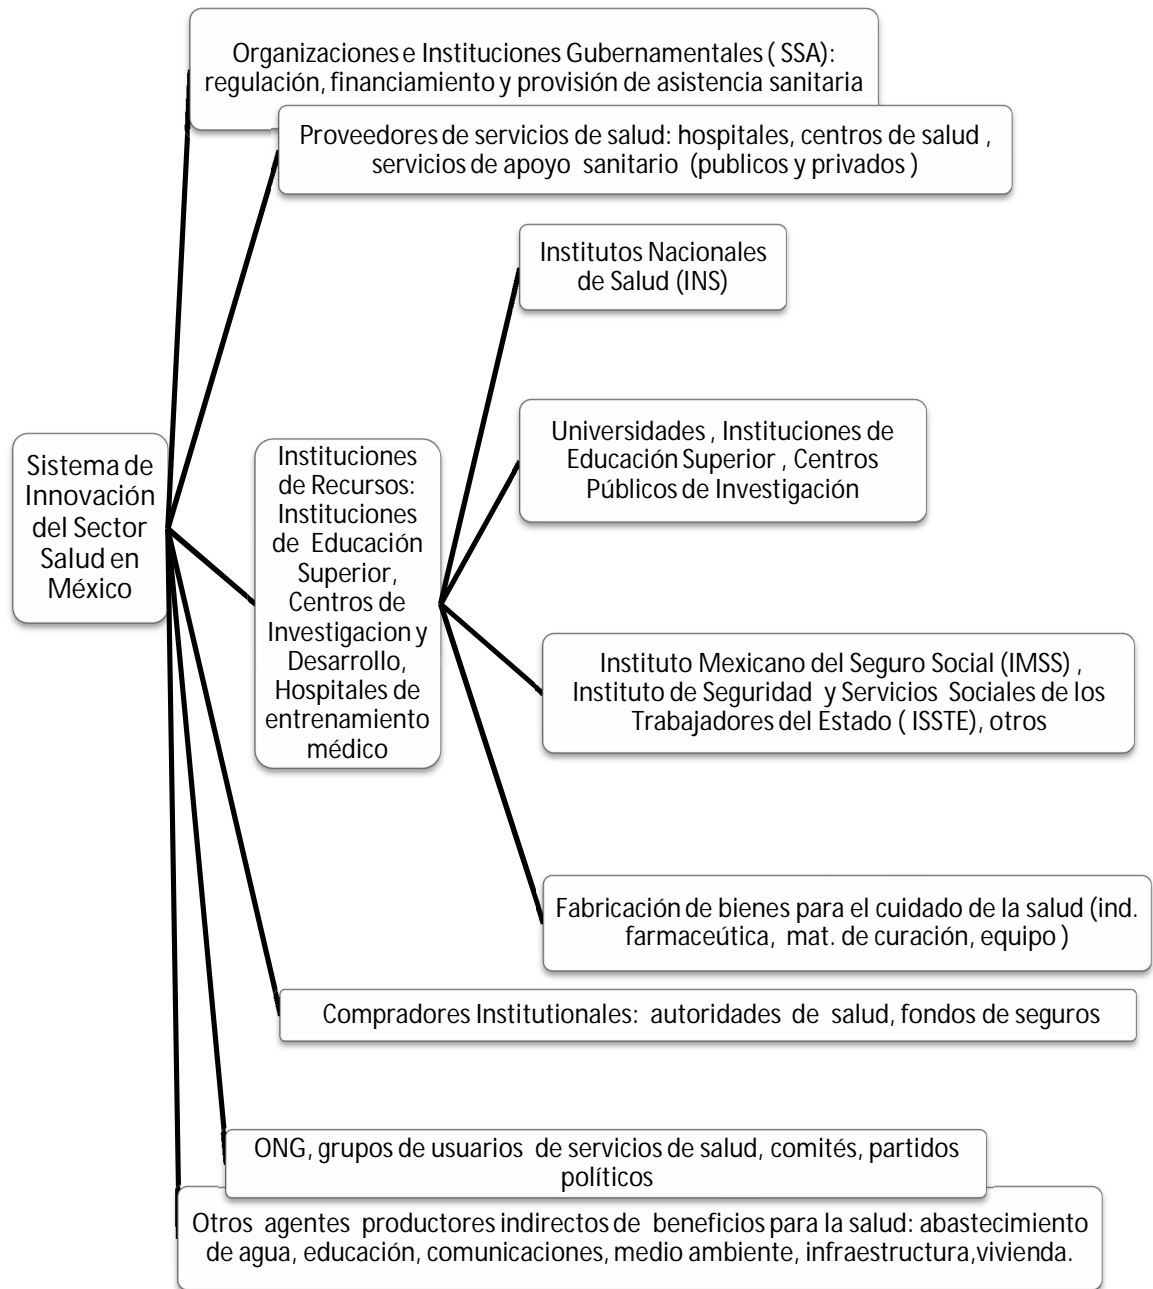 Organizaciones e Instituciones Gubernamentales ( SSA):
regulación, financiamiento y provisión de asistencia sanitaria
Proveedores de servicios de salud: hospitales, centros de salud ,
servicios de apoyo sanitario (publicos y privados )
Institutos Nacionales
de Salud (INS)
Universidades , Instituciones de
Educación Superior , Centros
Públicos de Investigación
Sistema de
Innovación
del Sector
Salud en
México
Instituciones
de Recursos:
Instituciones
de Educación
Superior,
Centros de
Investigacion y
Desarrollo,
Hospitales de
entrenamiento
médico
Instituto Mexicano del Seguro Social (IMSS) ,
Instituto de Seguridad y Servicios Sociales de los
Trabajadores del Estado ( ISSTE), otros
Fabricación de bienes para el cuidado de la salud (ind.
farmaceútica, mat. de curación, equipo )
Compradores Institutionales: autoridades de salud, fondos de seguros
ONG, grupos de usuarios de servicios de salud, comités, partidos
políticos
Otros agentes productores indirectos de beneficios para la salud: abastecimiento
de agua, educación, comunicaciones, medio ambiente, infraestructura,vivienda.